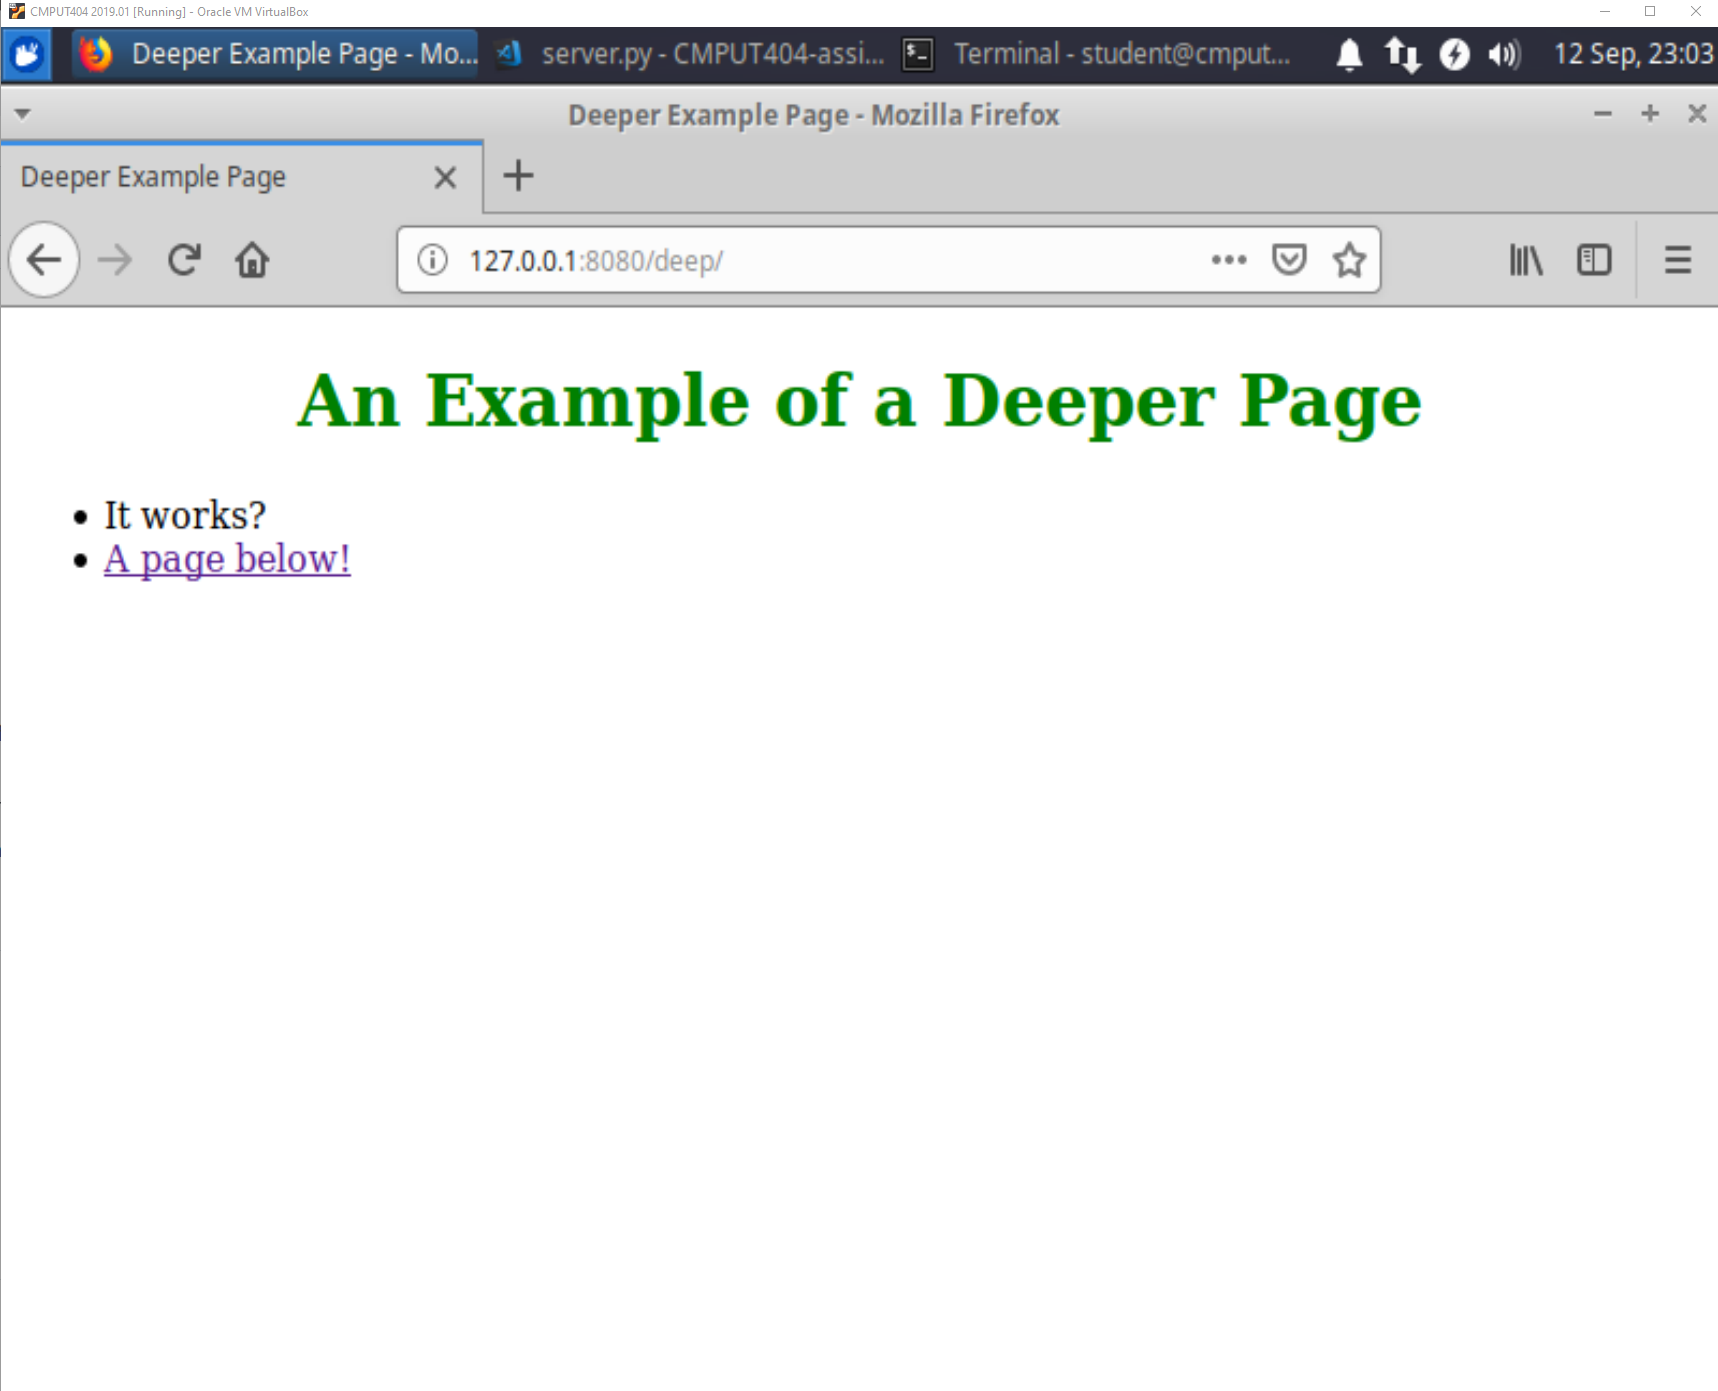 CMPUT404 2019.01 [Running] - Oracle VM VirtualBox
Deeper Example Page - Mo... server.py - CMPUT404-assi... Terminal - student@cmput... 12 Sep, 23:03
Deeper Example Page - Mozilla Firefox
Deeper Example Page
127.0.0.1:8080/deep/
An Example of a Deeper Page
• It works?
• A page below!